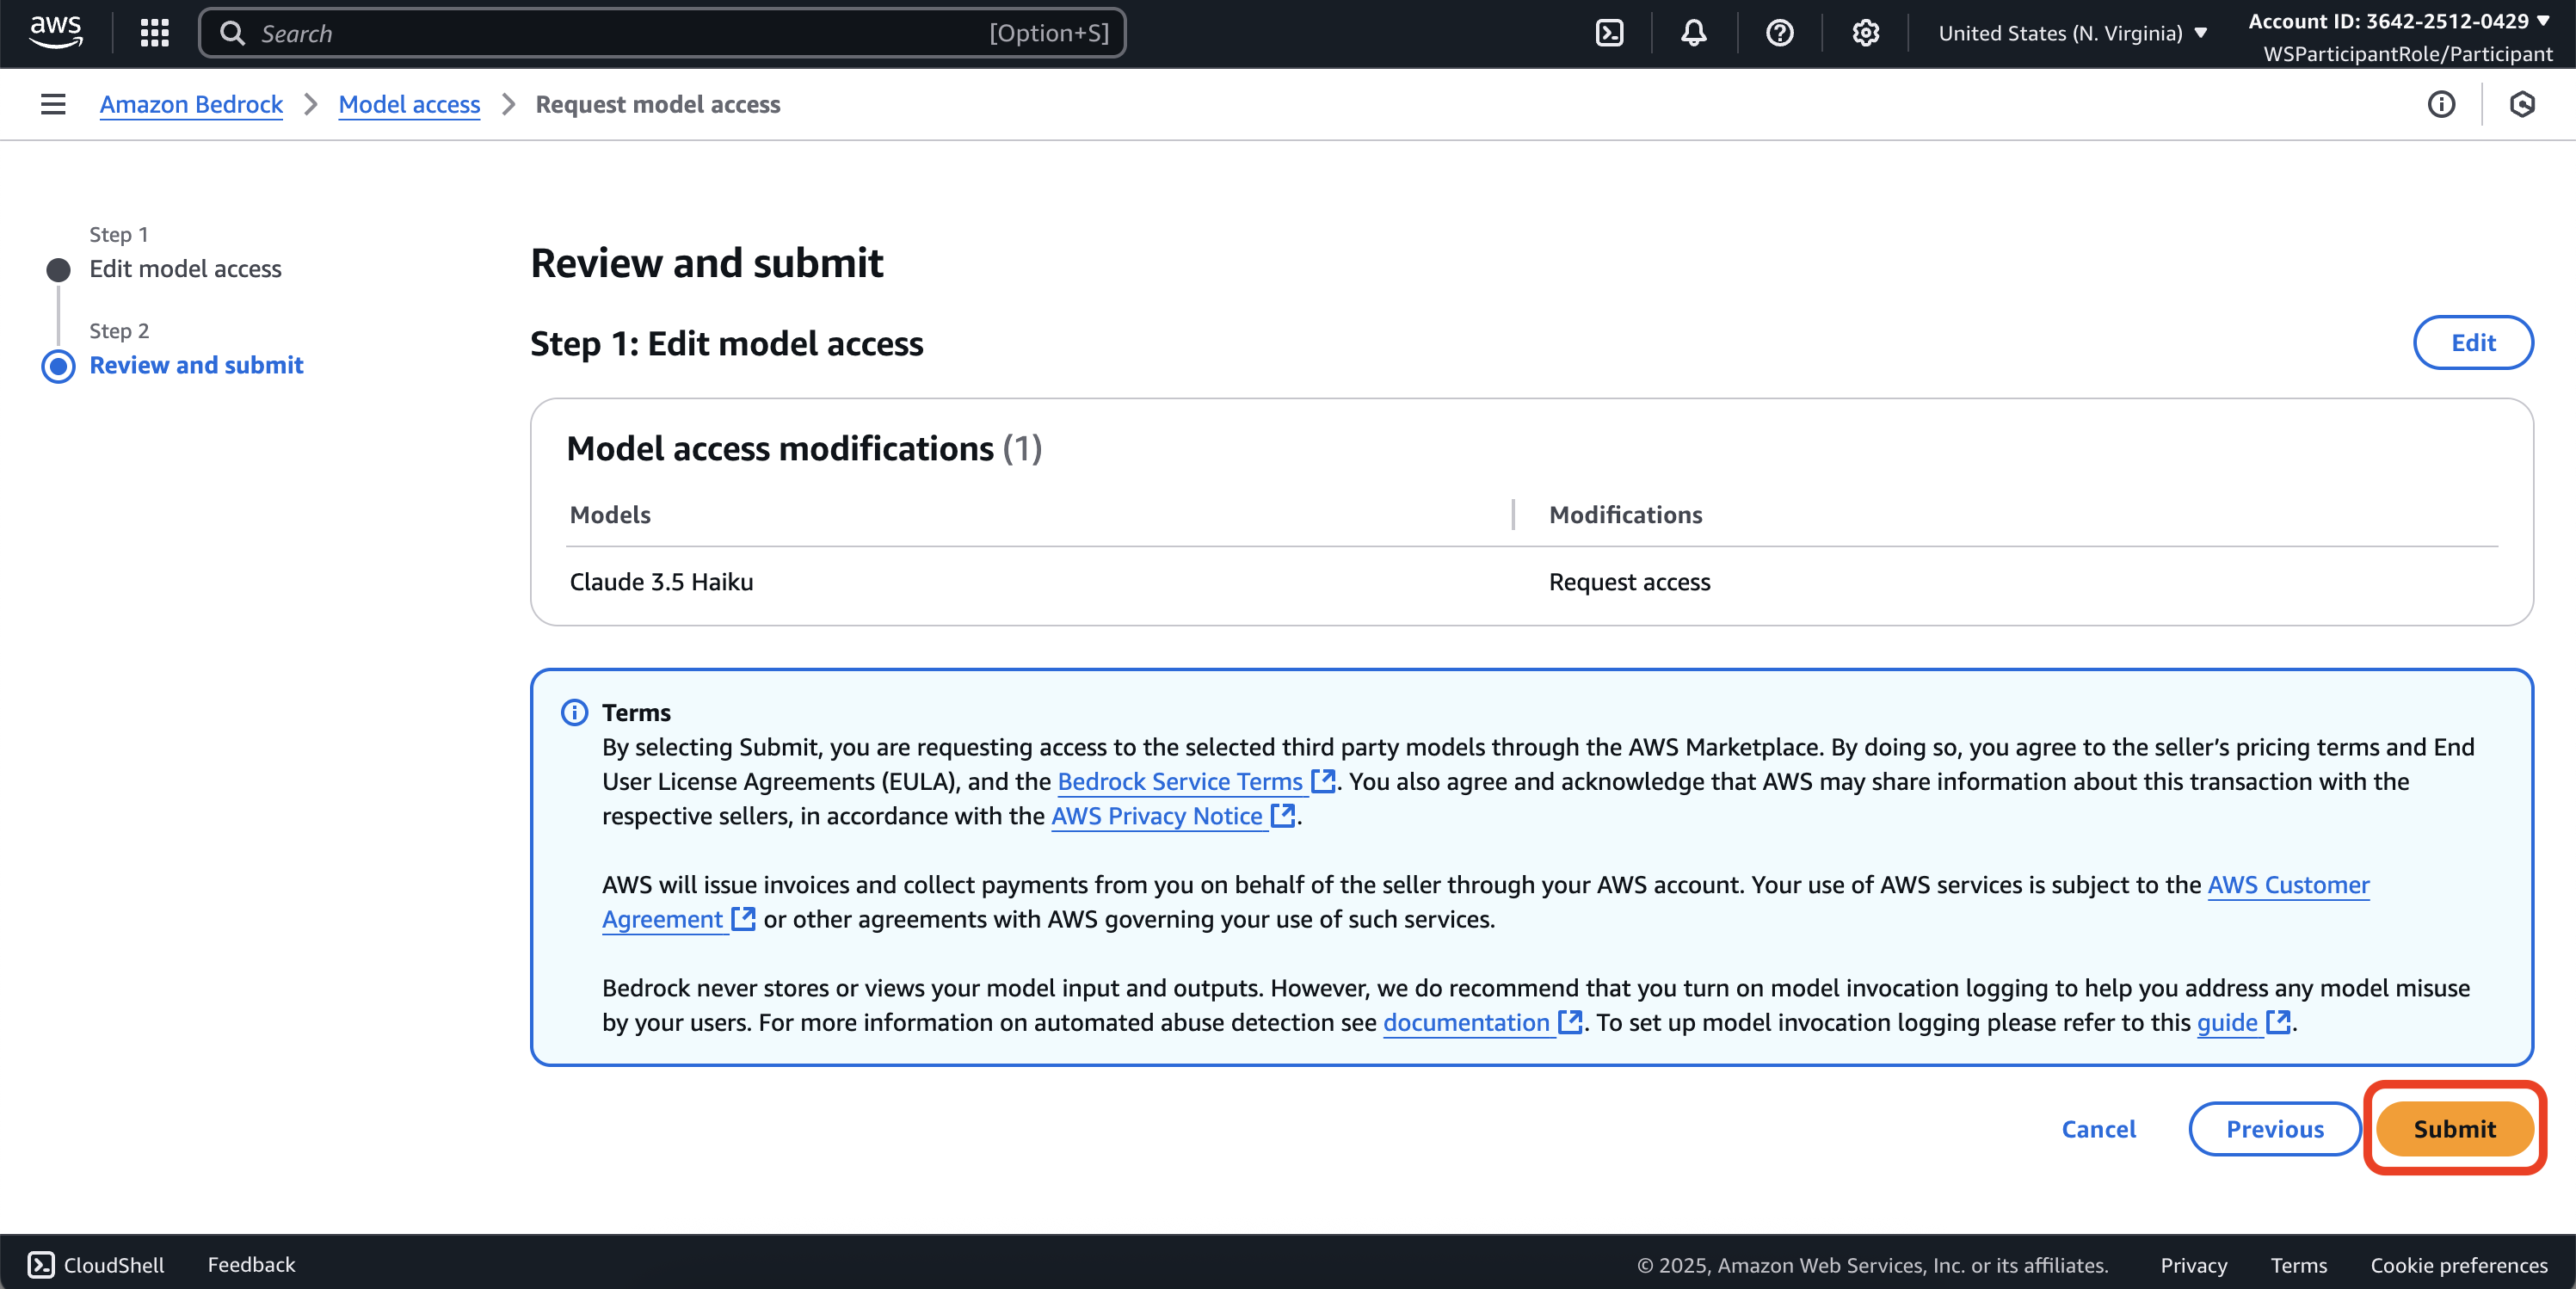 aws
Search
[Option+S]
United States (N. Virginia)
Account ID: 3642-2512-0429
WSParticipantRole/Participant
Amazon Bedrock
Model access
Request model access
Step 1
Edit model access
Step 2
Review and submit
Review and submit
Step 1: Edit model access
Edit
Model access modifications (1)
Models
Modifications
Claude 3.5 Haiku
Request access
Terms
By selecting Submit, you are requesting access to the selected third party models through the AWS Marketplace. By doing so, you agree to the seller’s pricing terms and End
User License Agreements (EULA), and the Bedrock Service Terms. You also agree and acknowledge that AWS may share information about this transaction with the
respective sellers, in accordance with the AWS Privacy Notice.
AWS will issue invoices and collect payments from you on behalf of the seller through your AWS account. Your use of AWS services is subject to the AWS Customer
Agreement or other agreements with AWS governing your use of such services.
Bedrock never stores or views your model input and outputs. However, we do recommend that you turn on model invocation logging to help you address any model misuse
by your users. For more information on automated abuse detection see documentation. To set up model invocation logging please refer to this guide.
Cancel
Previous
Submit
CloudShell
Feedback
© 2025, Amazon Web Services, Inc. or its affiliates.
Privacy
Terms
Cookie preferences